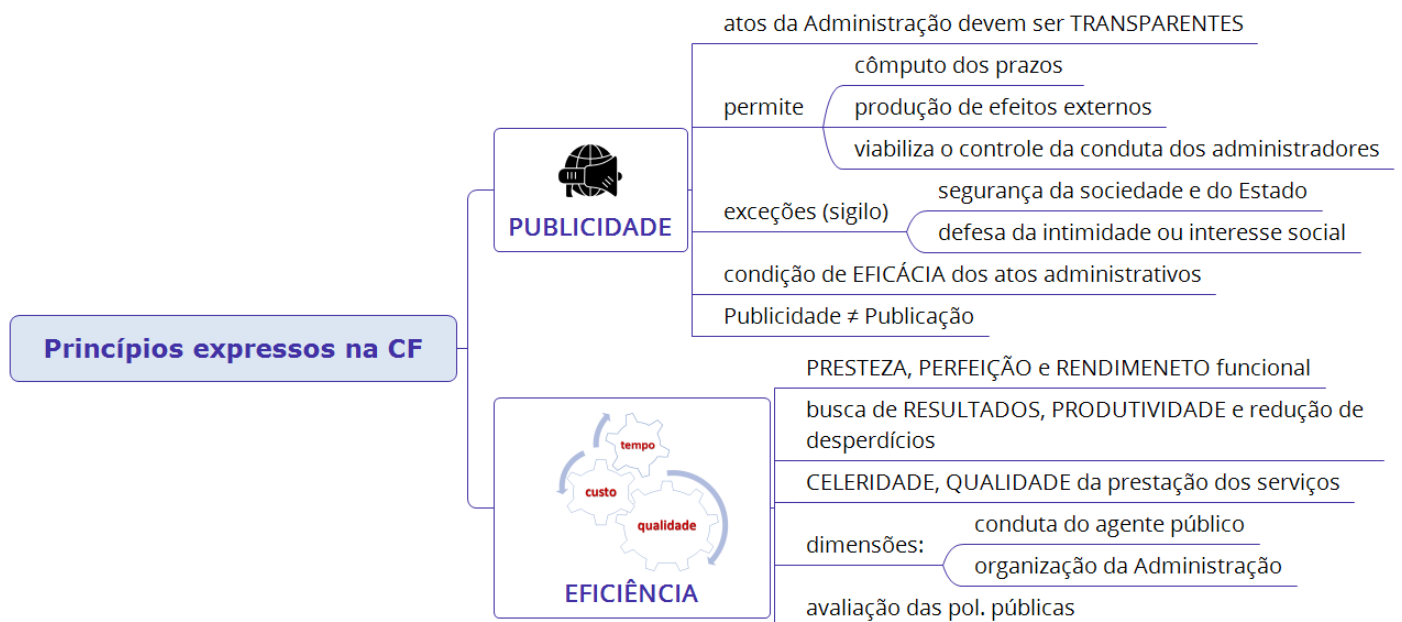 Princípios expressos na CF
PUBLICIDADE
atos da Administração devem ser TRANSPARENTES
permite
cômputo dos prazos
produção de efeitos externos
viabiliza o controle da conduta dos administradores
exceções (sigilo)
segurança da sociedade e do Estado
defesa da intimidade ou interesse social
condição de EFICÁCIA dos atos administrativos
Publicidade ≠ Publicação
tempo
custo
qualidade
EFICIÊNCIA
PRESTEZA, PERFEIÇÃO e RENDIMENETO funcional
busca de RESULTADOS, PRODUTIVIDADE e redução de
desperdícios
CELERIDADE, QUALIDADE da prestação dos serviços
dimensões:
conduta do agente público
organização da Administração
avaliação das pol. públicas